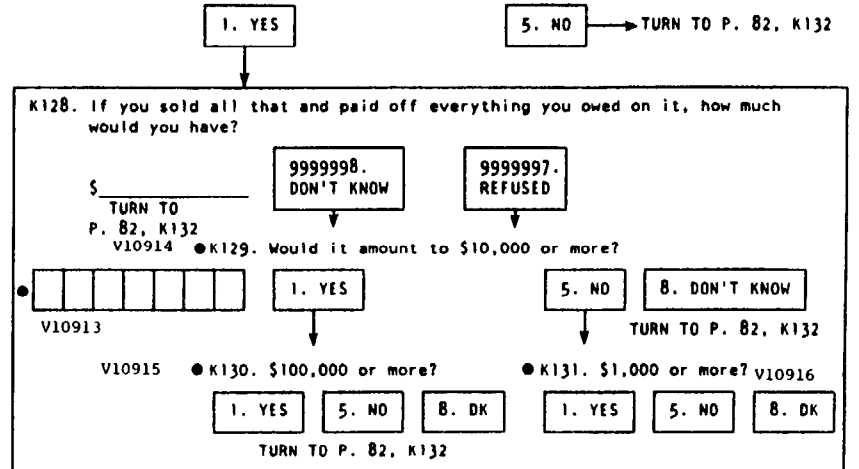 1. YES
5. NO
TURN TO P. 82, K132
K128. If you sold all that and paid off everything you owed on it, how much
would you have?
9999998.
DON'T KNOW
9999997.
REFUSED
$
TURN TO
P. 82, K132
V10914
K129. Would it amount to $10,000 or more?
1. YES
5. NO
8. DON'T KNOW
V10913
TURN TO P. 82, K132
V10915
K130. $100,000 or more?
K131. $1,000 or more?
V10916
1. YES
5. NO
8. DK
1. YES
5. NO
8. DK
TURN TO P. 82, K132